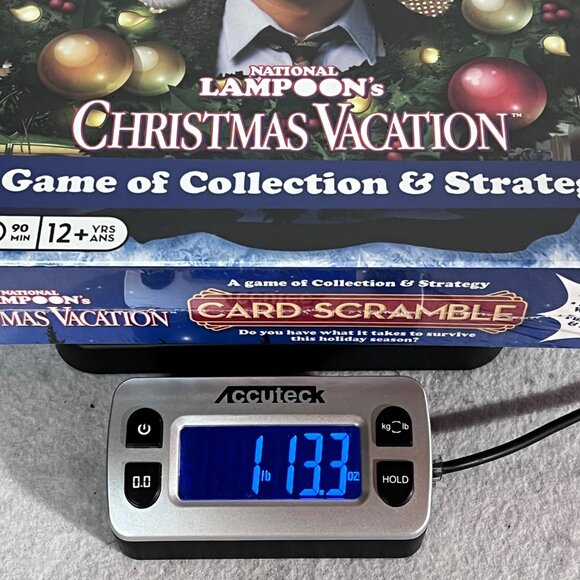 NATIONAL
LAMPOON's
CHRISTMAS VACATION™
Game of Collection & Strateg
90 MIN
12+ YRS ANS
NATIONAL
LAMPOON's
MAS VACATION
A game of Collection & Strategy
CARD SCRAMBLE
Do you have what it takes to survive
this holiday season?
Accuteck
1 lb 13.3 oz
kg lb
0.0
HOLD